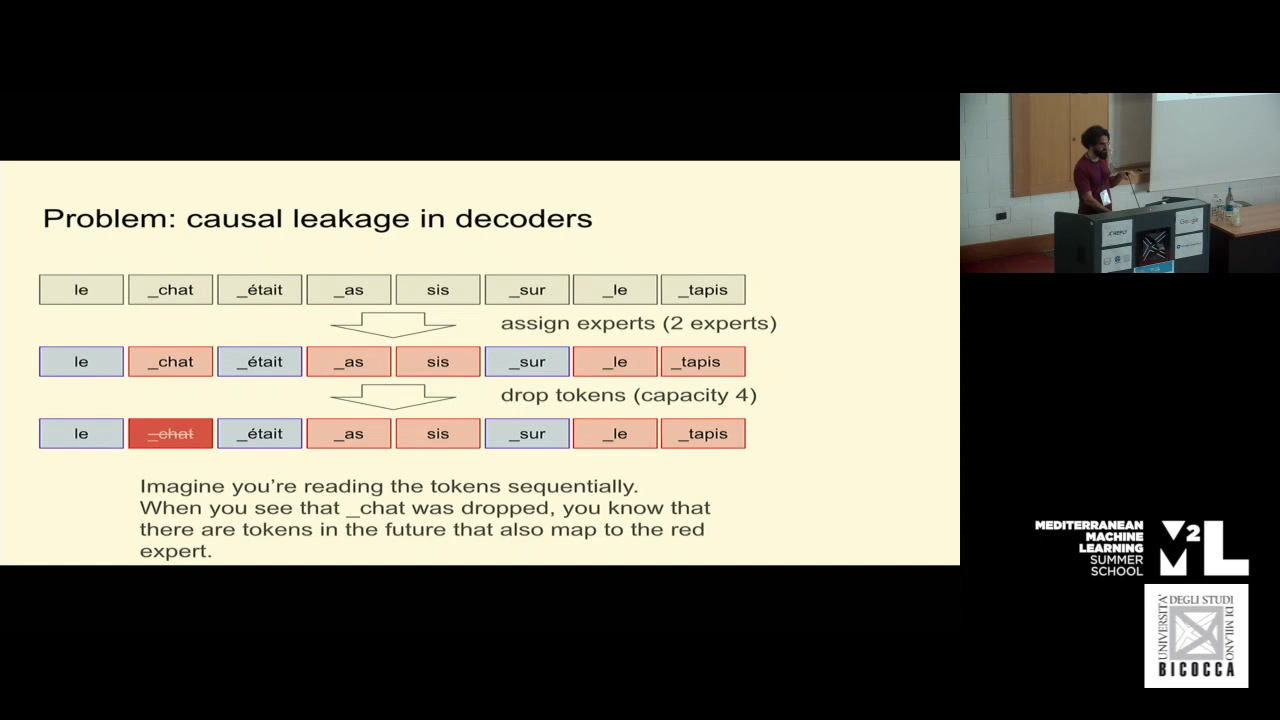 Problem: causal leakage in decoders
le _chat _était _as sis _sur _le _tapis
assign experts (2 experts)
le _chat _était _as sis _sur _le _tapis
drop tokens (capacity 4)
le _chat _était _as sis _sur _le _tapis
Imagine you’re reading the tokens sequentially.
When you see that _chat was dropped, you know that
there are tokens in the future that also map to the red
expert.
Google
MEDITERRANEAN
MACHINE
LEARNING
SUMMER
SCHOOL
M2L
UNIVERSITÀ
DEGLI STUDI
DI MILANO
BICOCCA